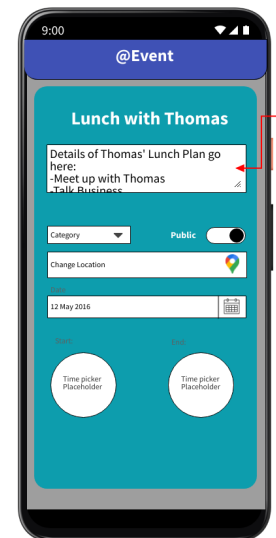 9:00
@Event
Lunch with Thomas
Details of Thomas' Lunch Plan go
here:
-Meet up with Thomas
-Talk Business
Category
Public
Change Location
Date
12 May 2016
Start:
End:
Time picker
Placeholder
Time picker
Placeholder